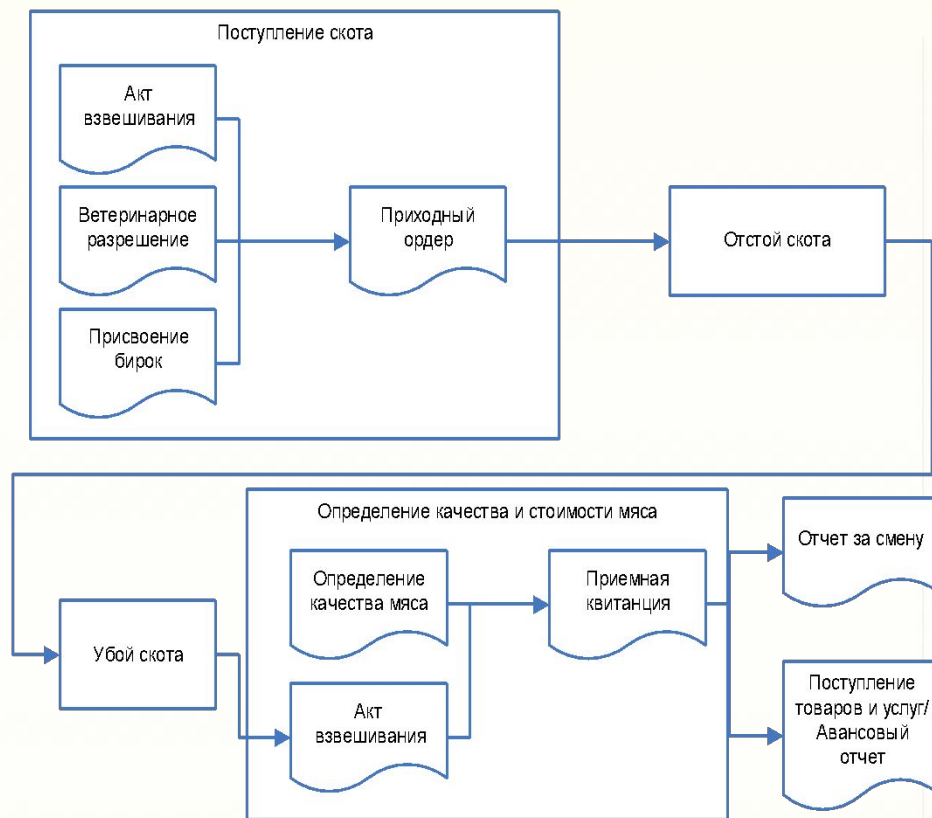 Поступление скота
Акт
взвешивания
Ветеринарное
разрешение
Присвоение
бирок
Приходный
ордер
Отстой скота
Убой скота
Определение качества и стоимости мяса
Определение
качества мяса
Акт
взвешивания
Приемная
квитанция
Отчет за смену
Поступление
товаров и услуг/
Авансовый
отчет